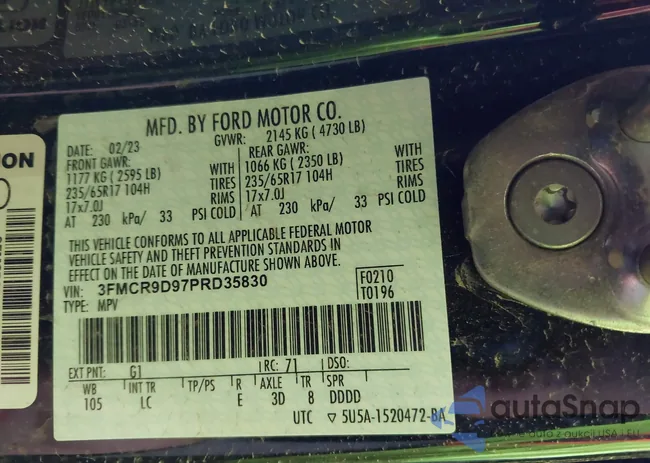 MFD. BY FORD MOTOR CO.
DATE: 02/23 GVWR: 2145 KG ( 4730 LB)
FRONT GAWR: REAR GAWR:
1177 KG ( 2595 LB) WITH 1066 KG ( 2350 LB) WITH
235/65R17 104H TIRES 235/65R17 104H TIRES
17x7.0J RIMS 17x7.0J RIMS
AT 230 kPa/ 33 PSI COLD AT 230 kPa/ 33 PSI COLD
THIS VEHICLE CONFORMS TO ALL APPLICABLE FEDERAL MOTOR
VEHICLE SAFETY AND THEFT PREVENTION STANDARDS IN
EFFECT ON THE DATE OF MANUFACTURE SHOWN ABOVE.
VIN: 3FMCR9D97PRD35830 F0210
TYPE: MPV T0196
EXT PNT: G1 RC: 71 DSO:
WB INT TR TP/PS R AXLE TR SPR
105 LC E 3D 8 DDDD
UTC ▽ 5U5A-1520472-BA
autaSnap